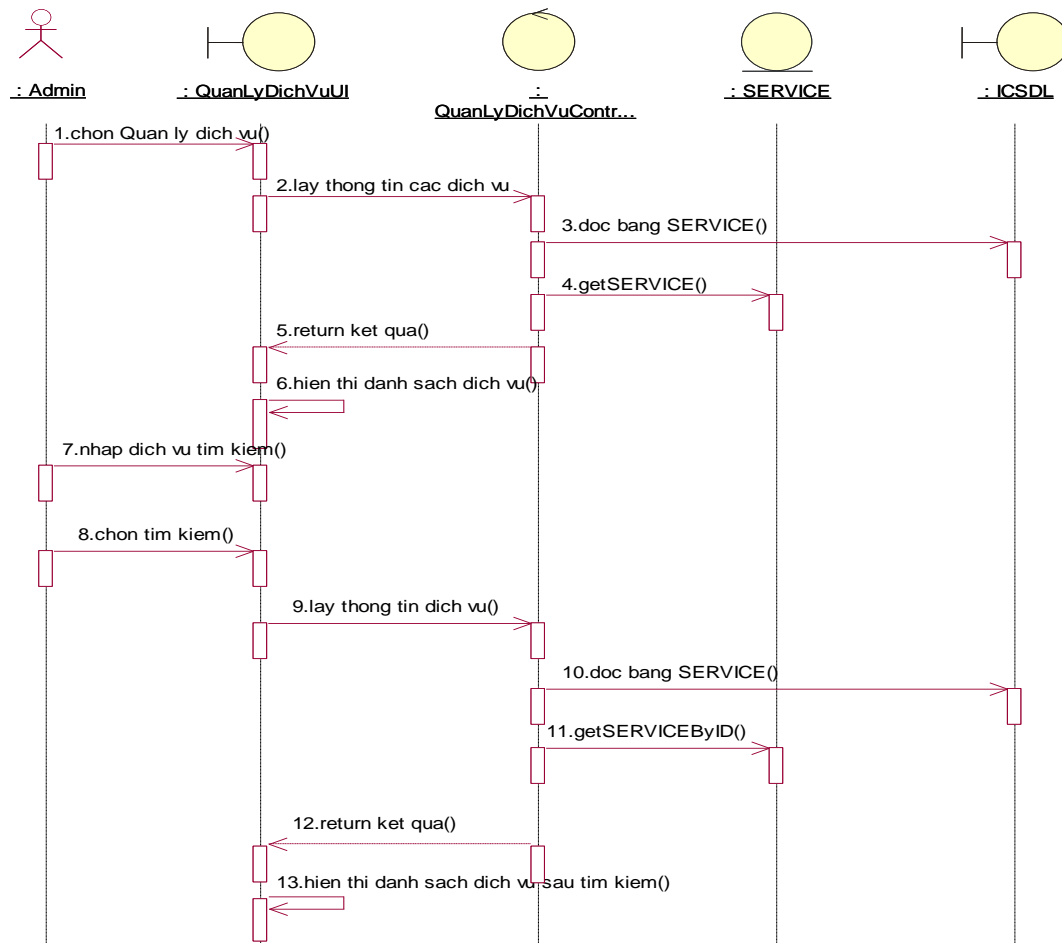 : Admin
: QuanLyDichVuUI
:
QuanLyDichVuContr...
: SERVICE
: ICSDL
1.chon Quan ly dich vu()
2.lay thong tin cac dich vu
3.doc bang SERVICE()
4.getSERVICE()
5.return ket qua()
6.hien thi danh sach dich vu()
7.nhap dich vu tim kiem()
8.chon tim kiem()
9.lay thong tin dich vu()
10.doc bang SERVICE()
11.getSERVICEByID()
12.return ket qua()
13.hien thi danh sach dich vu sau tim kiem()